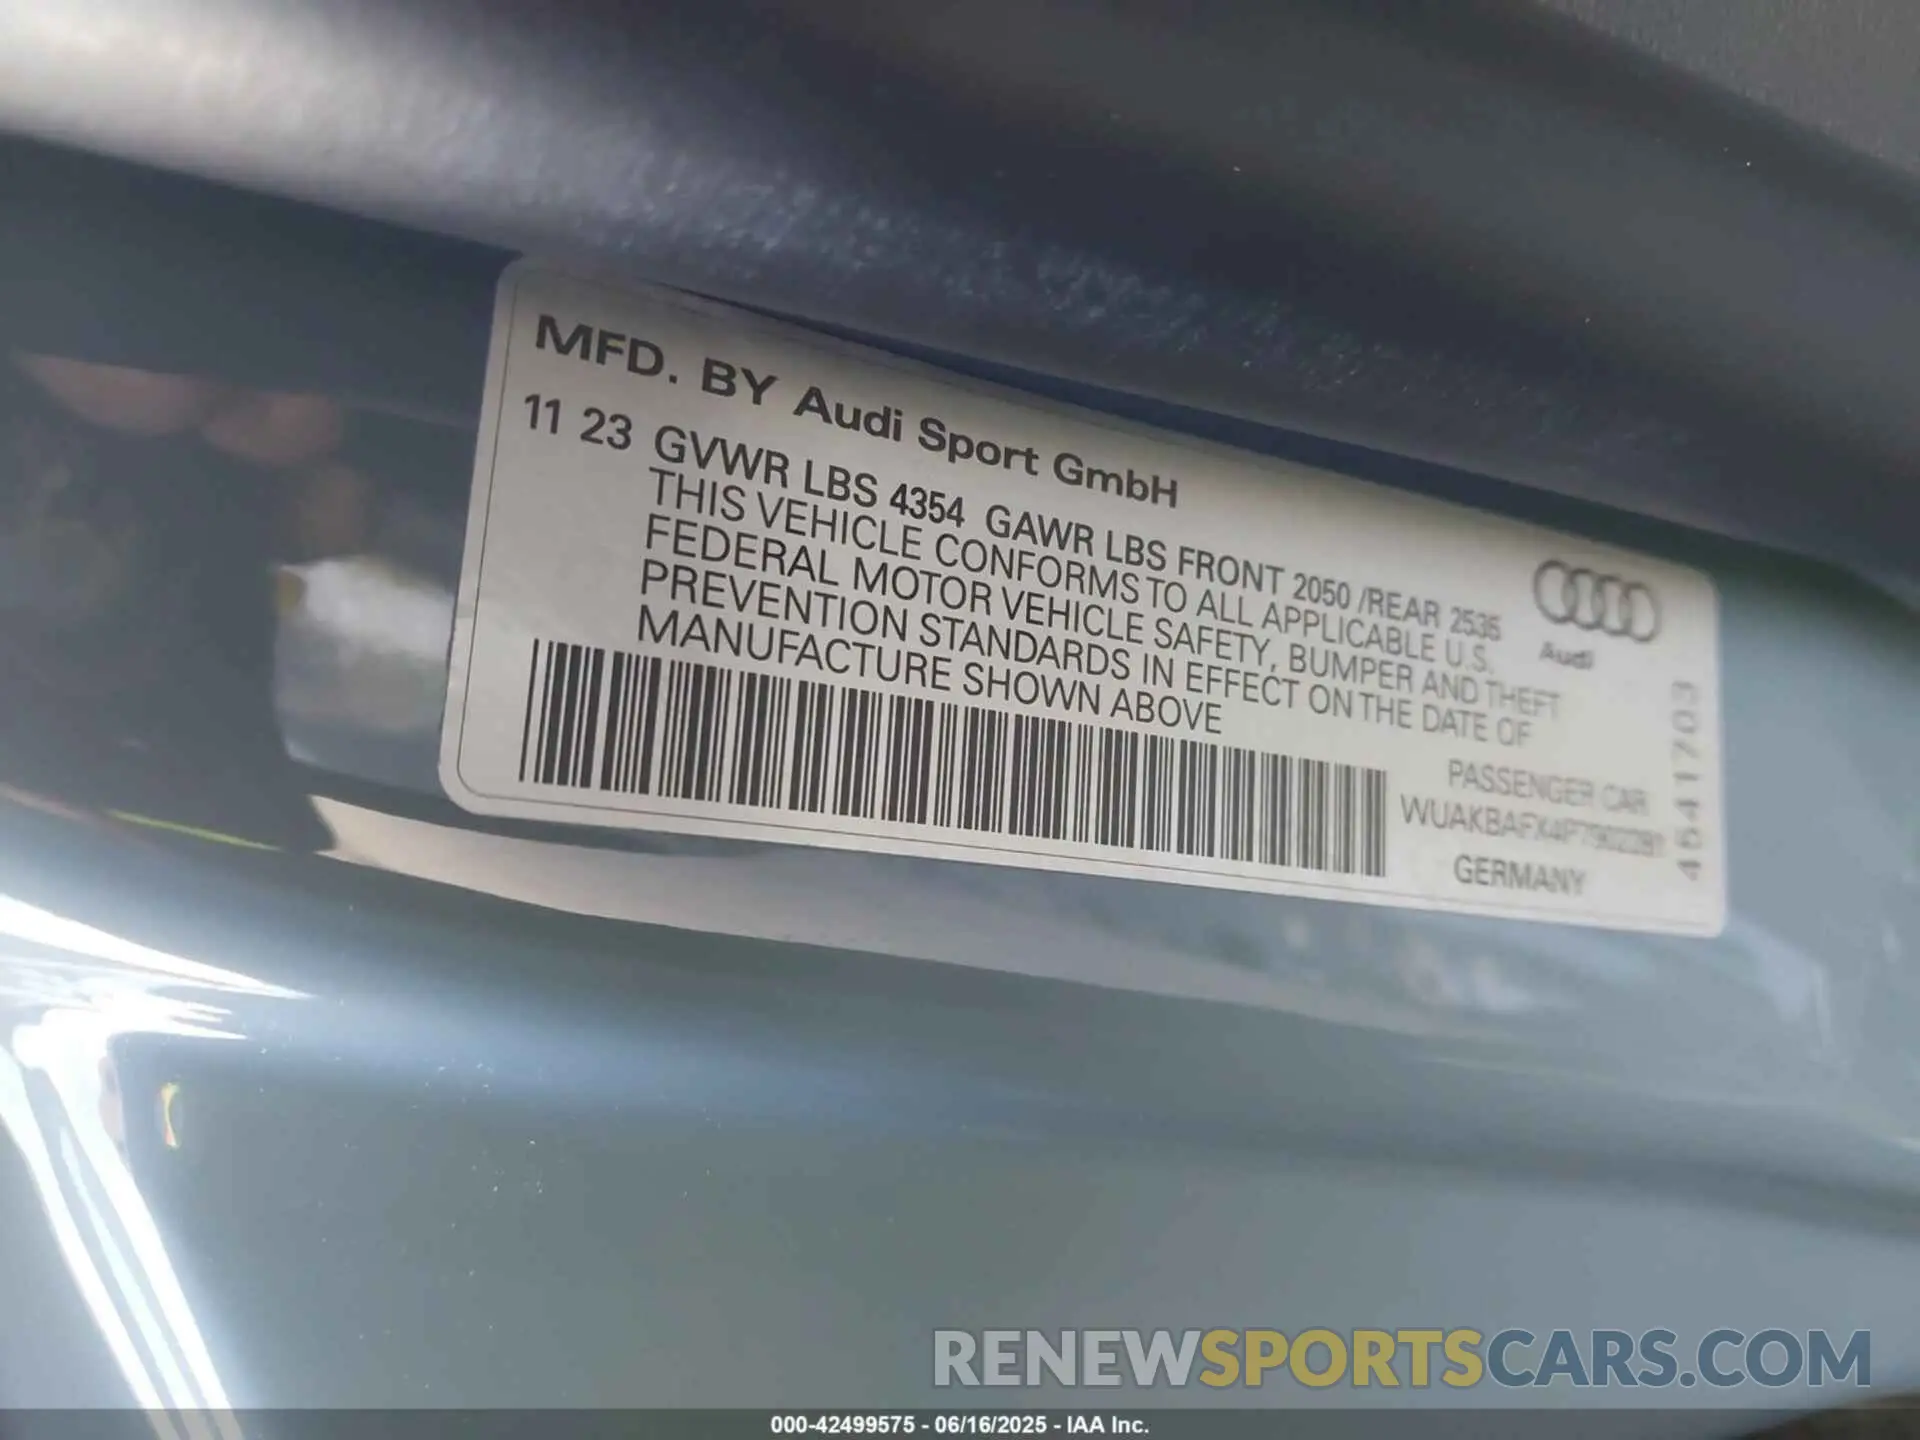 MFD. BY Audi Sport GmbH
11 23 GVWR LBS 4354 GAWR LBS FRONT 2050 /REAR 2535
THIS VEHICLE CONFORMS TO ALL APPLICABLE U.S.
FEDERAL MOTOR VEHICLE SAFETY, BUMPER AND THEFT
PREVENTION STANDARDS IN EFFECT ON THE DATE OF
MANUFACTURE SHOWN ABOVE
Audi
PASSENGER CAR
GERMANY
4541703
RENEWSPORTSCARS.COM
000-42499575 - 06/16/2025 - IAA Inc.